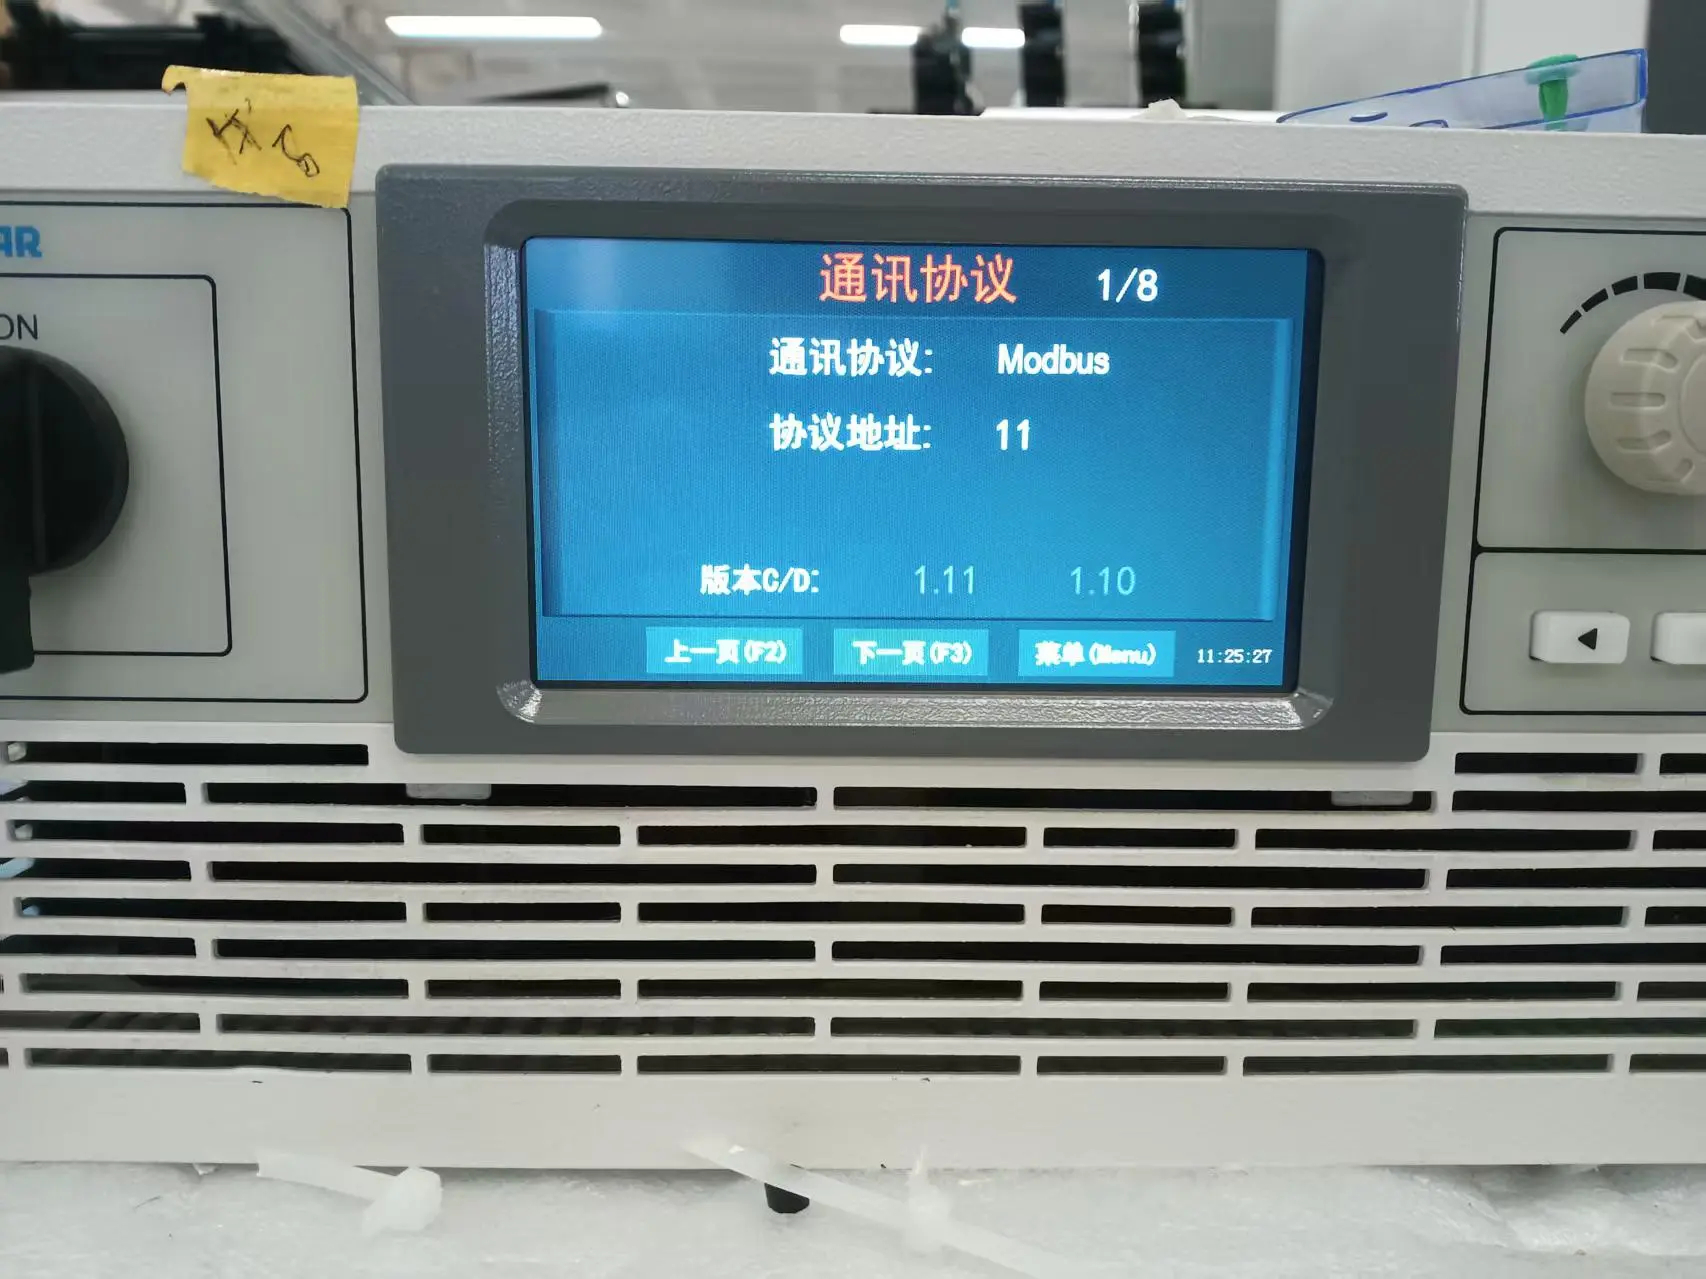 AR
ON
通讯协议 1/8
通讯协议: Modbus
协议地址: 11
版本C/D: 1.11 1.10
上一页(F2) 下一页(F3) 菜单(Menu) 11:25:27